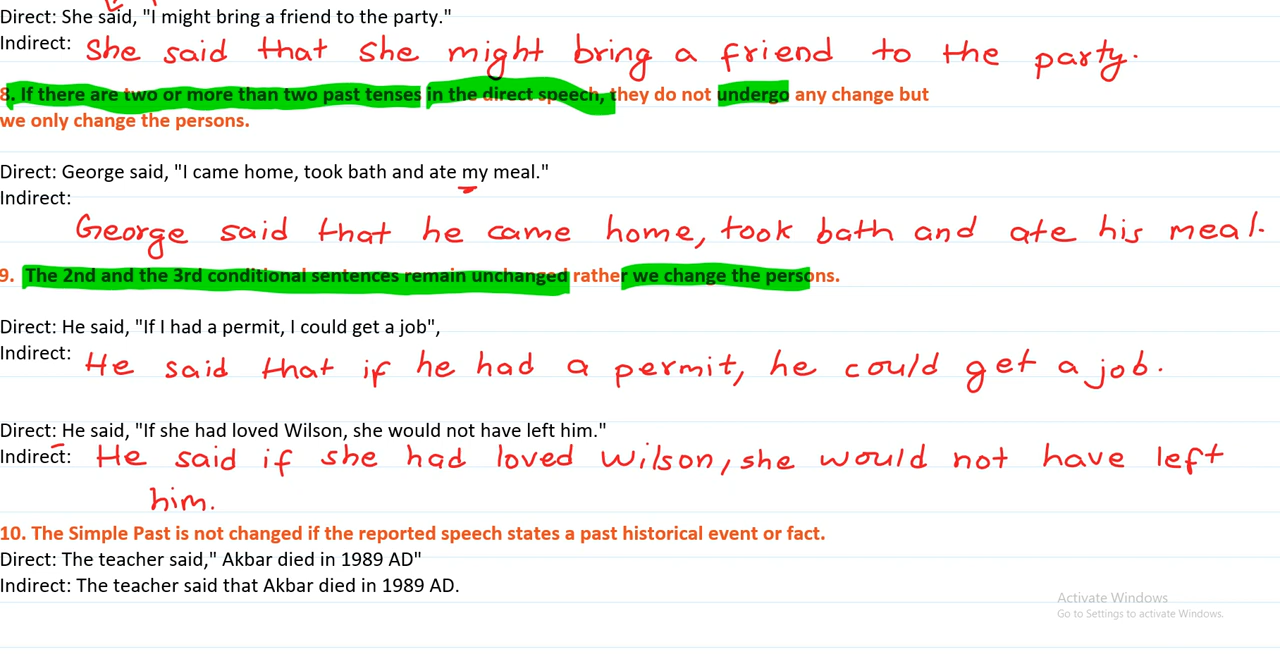 Direct: She said, "I might bring a friend to the party."
Indirect: She said that she might bring a friend to the party.
8. If there are two or more than two past tenses in the direct speech, they do not undergo any change but
we only change the persons.
Direct: George said, "I came home, took bath and ate my meal."
Indirect:
George said that he came home, took bath and ate his meal.
9. The 2nd and the 3rd conditional sentences remain unchanged rather we change the persons.
Direct: He said, "If I had a permit, I could get a job",
Indirect: He said that if he had a permit, he could get a job.
Direct: He said, "If she had loved Wilson, she would not have left him."
Indirect: He said if she had loved Wilson, she would not have left
him.
10. The Simple Past is not changed if the reported speech states a past historical event or fact.
Direct: The teacher said," Akbar died in 1989 AD"
Indirect: The teacher said that Akbar died in 1989 AD.
Activate Windows
Go to Settings to activate Windows.